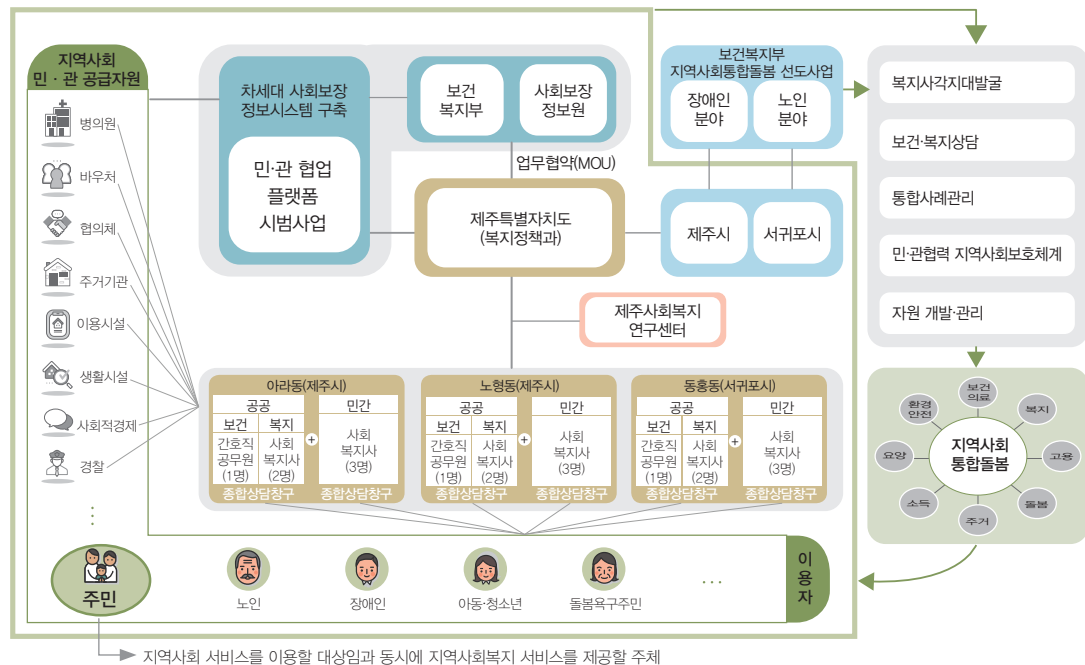 지역사회
민·관 공급자원
병의원
바우처
협의체
주거기관
이용시설
생활시설
사회적경제
경찰
차세대 사회보장
정보시스템 구축
민·관 협업
플랫폼
시범사업
보건
복지부
사회보장
정보원
업무협약(MOU)
제주특별자치도
(복지정책과)
보건복지부
지역사회통합돌봄 선도사업
장애인
분야
노인
분야
제주시
서귀포시
제주사회복지
연구센터
복지사각지대발굴
보건·복지상담
통합사례관리
민·관협력 지역사회보호체계
자원 개발·관리
아라동(제주시)
공공
민간
보건
복지
간호직
공무원
(1명)
사회
복지사
(2명)
+
사회
복지사
(3명)
종합상담창구
종합상담창구
노형동(제주시)
공공
민간
보건
복지
간호직
공무원
(1명)
사회
복지사
(2명)
+
사회
복지사
(3명)
종합상담창구
종합상담창구
동홍동(서귀포시)
공공
민간
보건
복지
간호직
공무원
(1명)
사회
복지사
(2명)
+
사회
복지사
(3명)
종합상담창구
종합상담창구
지역사회
통합돌봄
보건
의료
복지
고용
돌봄
주거
소득
요양
환경
안전
주민
노인
장애인
아동·청소년
돌봄욕구주민
...
이
용
자
지역사회 서비스를 이용할 대상임과 동시에 지역사회복지 서비스를 제공할 주체